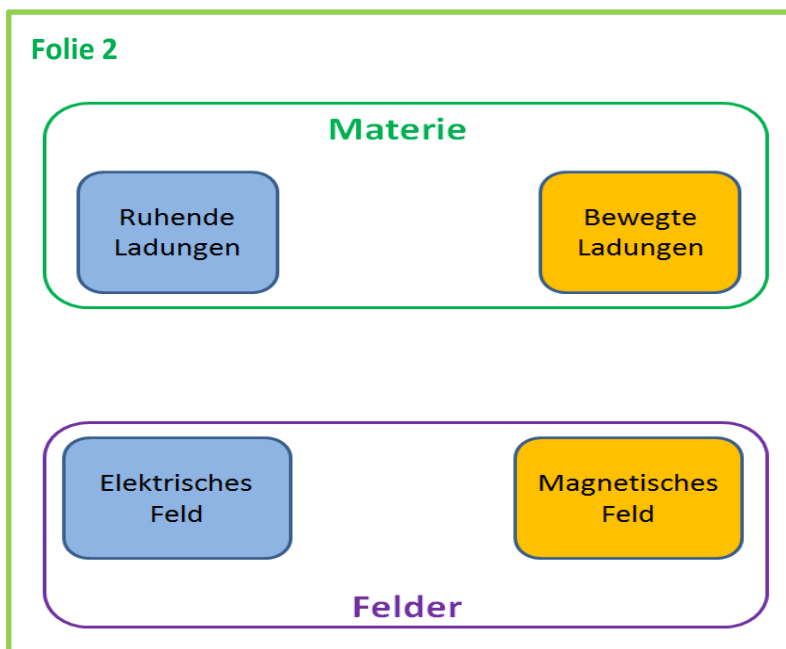 Folie 2
Materie
Ruhende
Ladungen
Bewegte
Ladungen
Elektrisches
Feld
Magnetisches
Feld
Felder